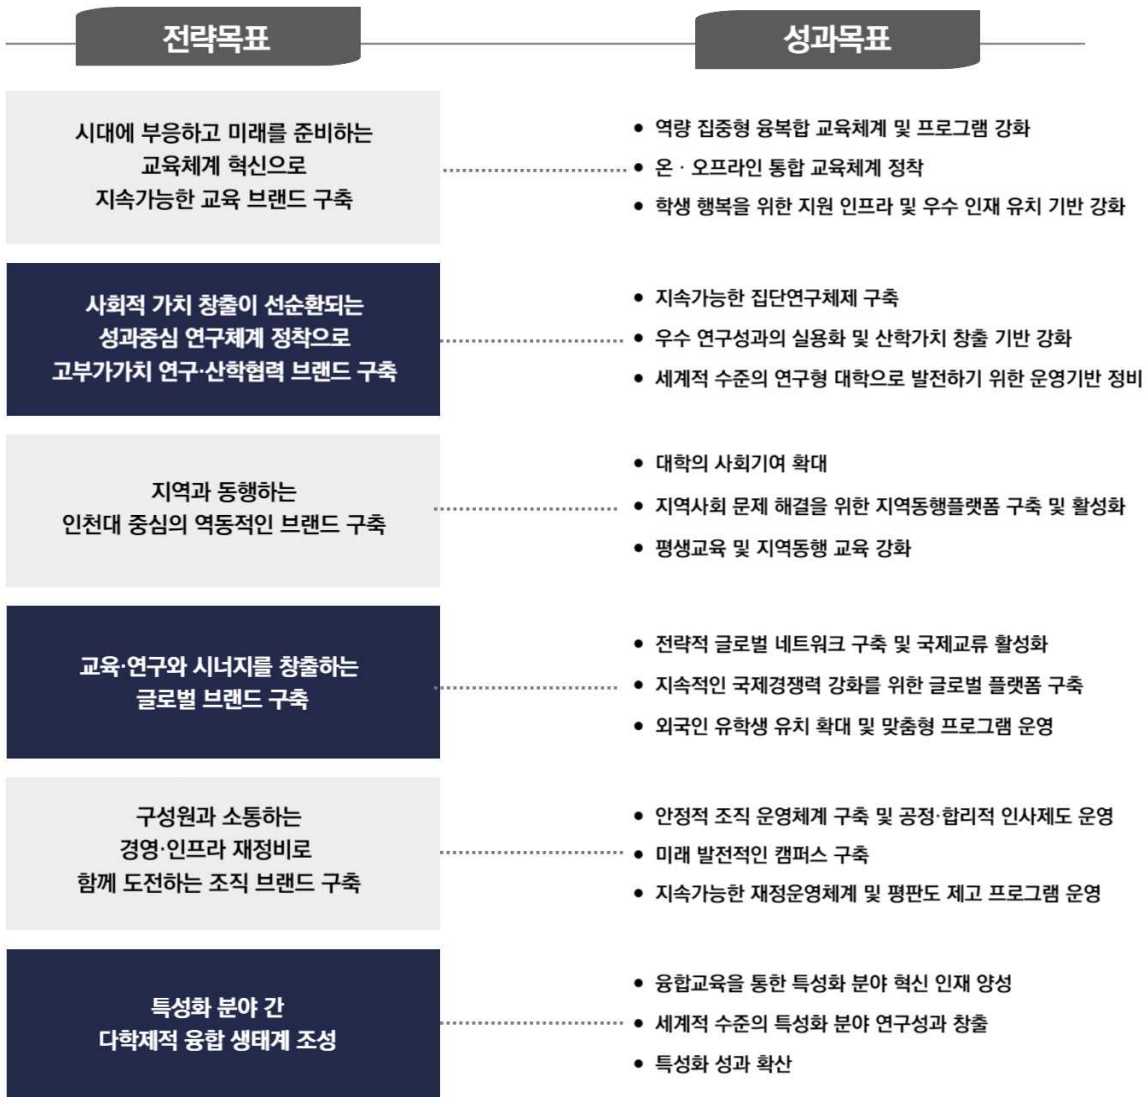 전략목표
성과목표
시대에 부응하고 미래를 준비하는
교육체계 혁신으로
지속가능한 교육 브랜드 구축
● 역량 집중형 융복합 교육체계 및 프로그램 강화
● 온 · 오프라인 통합 교육체계 정착
● 학생 행복을 위한 지원 인프라 및 우수 인재 유치 기반 강화
사회적 가치 창출이 선순환되는
성과중심 연구체계 정착으로
고부가가치 연구·산학협력 브랜드 구축
● 지속가능한 집단연구체제 구축
● 우수 연구성과의 실용화 및 산학가치 창출 기반 강화
● 세계적 수준의 연구형 대학으로 발전하기 위한 운영기반 정비
지역과 동행하는
인천대 중심의 역동적인 브랜드 구축
● 대학의 사회기여 확대
● 지역사회 문제 해결을 위한 지역동행플랫폼 구축 및 활성화
● 평생교육 및 지역동행 교육 강화
교육·연구와 시너지를 창출하는
글로벌 브랜드 구축
● 전략적 글로벌 네트워크 구축 및 국제교류 활성화
● 지속적인 국제경쟁력 강화를 위한 글로벌 플랫폼 구축
● 외국인 유학생 유치 확대 및 맞춤형 프로그램 운영
구성원과 소통하는
경영·인프라 재정비로
함께 도전하는 조직 브랜드 구축
● 안정적 조직 운영체계 구축 및 공정·합리적 인사제도 운영
● 미래 발전적인 캠퍼스 구축
● 지속가능한 재정운영체계 및 평판도 제고 프로그램 운영
특성화 분야 간
다학제적 융합 생태계 조성
● 융합교육을 통한 특성화 분야 혁신 인재 양성
● 세계적 수준의 특성화 분야 연구성과 창출
● 특성화 성과 확산